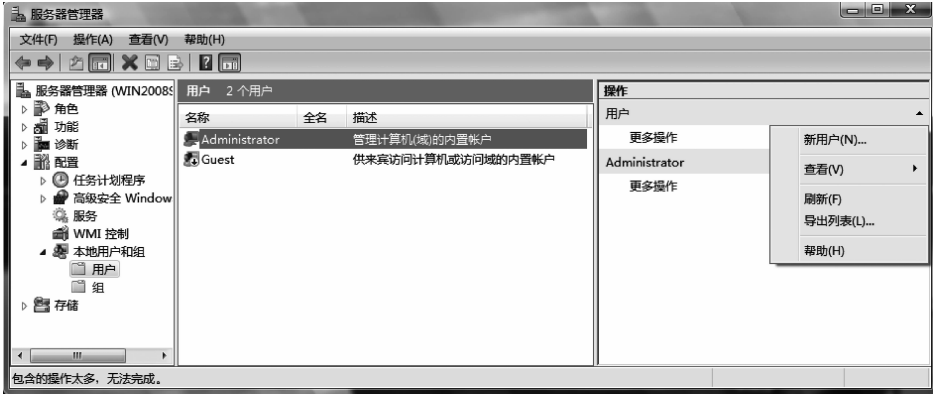 服务器管理器
文件(F) 操作(A) 查看(V) 帮助(H)
服务器管理器 (WIN2008S
角色
功能
诊断
配置
任务计划程序
高级安全 Window
服务
WMI 控制
本地用户和组
用户
组
存储
用户 2 个用户
名称 全名 描述
Administrator 管理计算机(域)的内置帐户
Guest 供来宾访问计算机或访问域的内置帐户
操作
用户
更多操作
Administrator
更多操作
新用户(N)...
查看(V)
刷新(F)
导出列表(L)...
帮助(H)
包含的操作太多，无法完成。